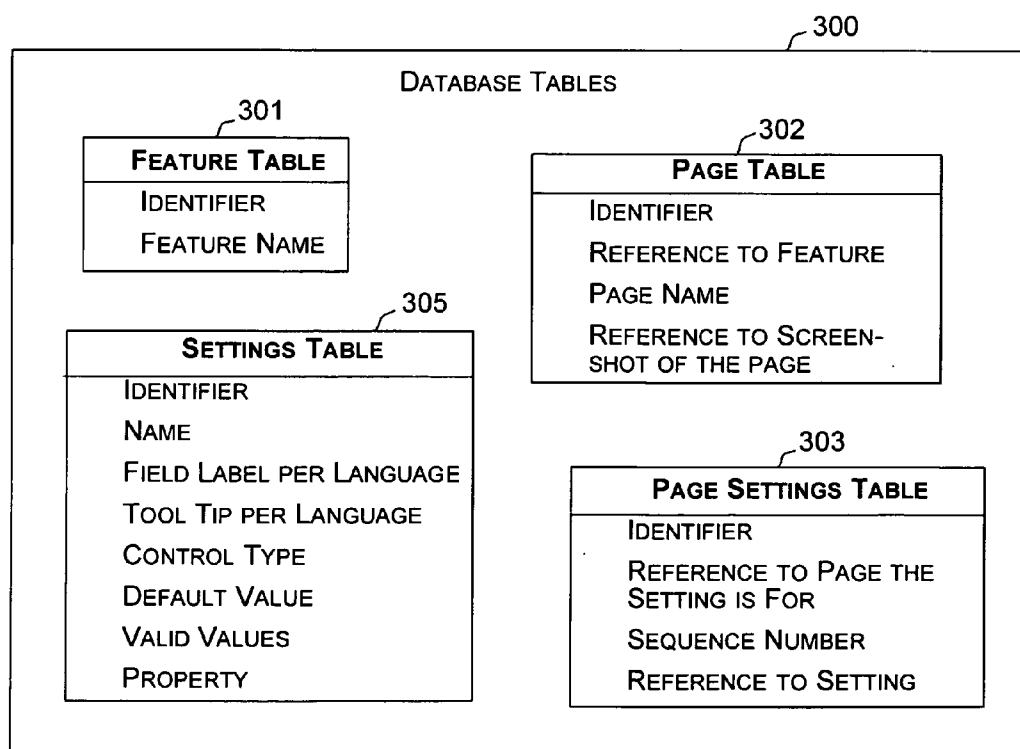 300
DATABASE TABLES
301
FEATURE TABLE
IDENTIFIER
FEATURE NAME
302
PAGE TABLE
IDENTIFIER
REFERENCE TO FEATURE
PAGE NAME
REFERENCE TO SCREEN-
SHOT OF THE PAGE
305
SETTINGS TABLE
IDENTIFIER
NAME
FIELD LABEL PER LANGUAGE
TOOL TIP PER LANGUAGE
CONTROL TYPE
DEFAULT VALUE
VALID VALUES
PROPERTY
303
PAGE SETTINGS TABLE
IDENTIFIER
REFERENCE TO PAGE THE
SETTING IS FOR
SEQUENCE NUMBER
REFERENCE TO SETTING